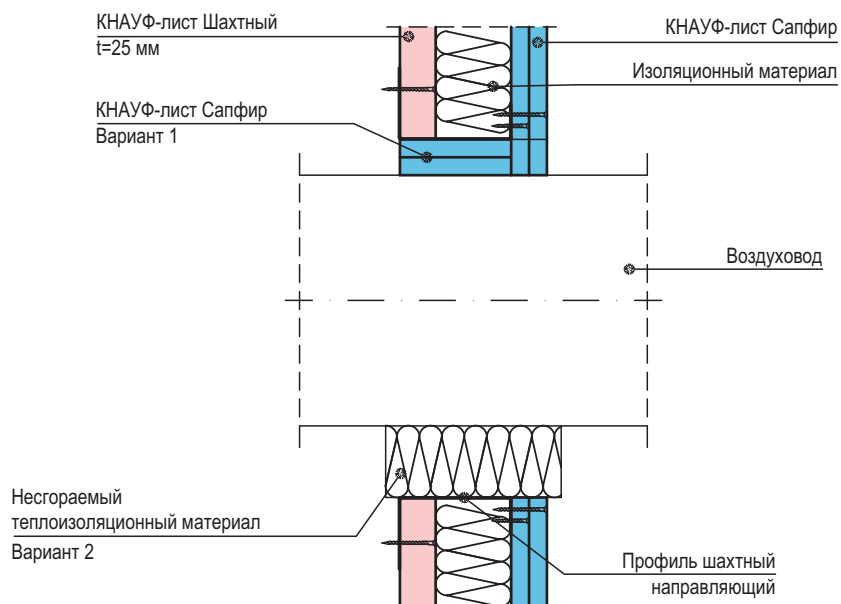 КНАУФ-лист Шахтный
t=25 мм
КНАУФ-лист Сапфир
Изоляционный материал
КНАУФ-лист Сапфир
Вариант 1
Воздуховод
Несгораемый
теплоизоляционный материал
Вариант 2
Профиль шахтный
направляющий